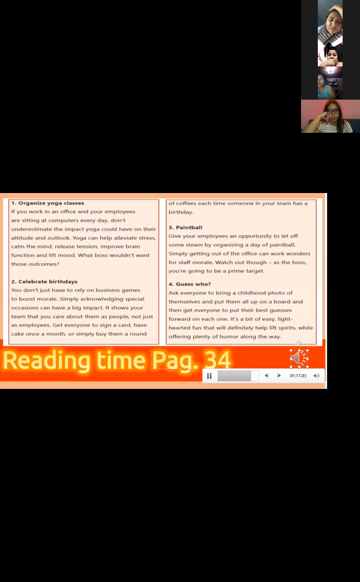 1. Organize yoga classes
If you work in an office and your employees
are sitting at computers every day, don't
underestimate the impact yoga could have on their
attitude and outlook. Yoga can help alleviate stress,
calm the mind, release tension, improve brain
function and lift mood. What boss wouldn't want
those outcomes?
2. Celebrate birthdays
You don't just have to rely on business games
to boost morale. Simply acknowledging special
occasions can have a big impact. It shows your
team that you care about them as people, not just
as employees. Get everyone to sign a card, have
cake once a month, or simply buy them a round
of coffees each time someone in your team has a
birthday.
3. Paintball
Give your employees an opportunity to let off
some steam by organizing a day of paintball.
Simply getting out of the office can work wonders
for staff morale. Watch out though – as the boss,
you're going to be a prime target.
4. Guess who?
Ask everyone to bring a childhood photo of
themselves and put them all up on a board and
then get everyone to put their best guesses
forward on each one. It's a bit of easy, light-
hearted fun that will definitely help lift spirits, while
offering plenty of humor along the way.
Reading time Pag. 34